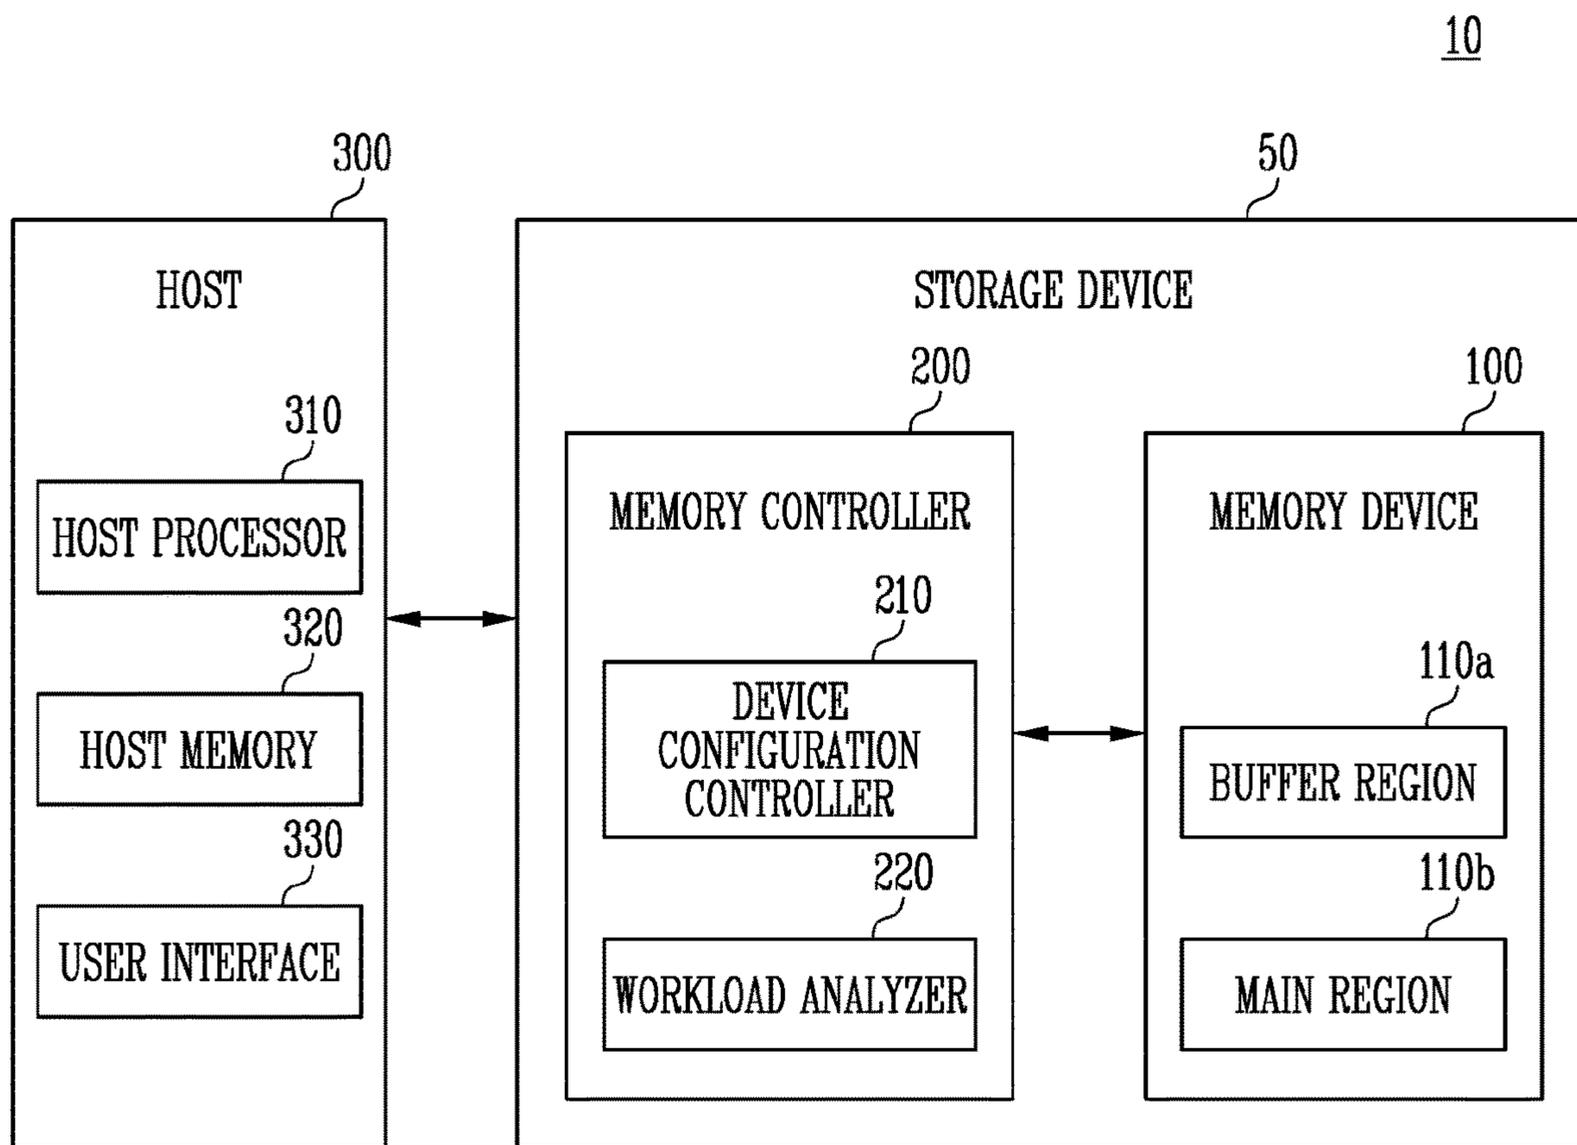 10
300
50
HOST
STORAGE DEVICE
200
100
310
MEMORY CONTROLLER
MEMORY DEVICE
HOST PROCESSOR
210
320
110a
DEVICE
CONFIGURATION
CONTROLLER
HOST MEMORY
BUFFER REGION
330
220
110b
USER INTERFACE
WORKLOAD ANALYZER
MAIN REGION